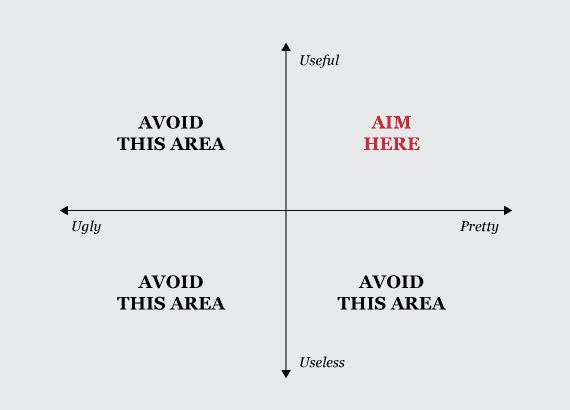 Useful
AVOID
THIS AREA
AIM
HERE
Ugly
Pretty
AVOID
THIS AREA
AVOID
THIS AREA
Useless